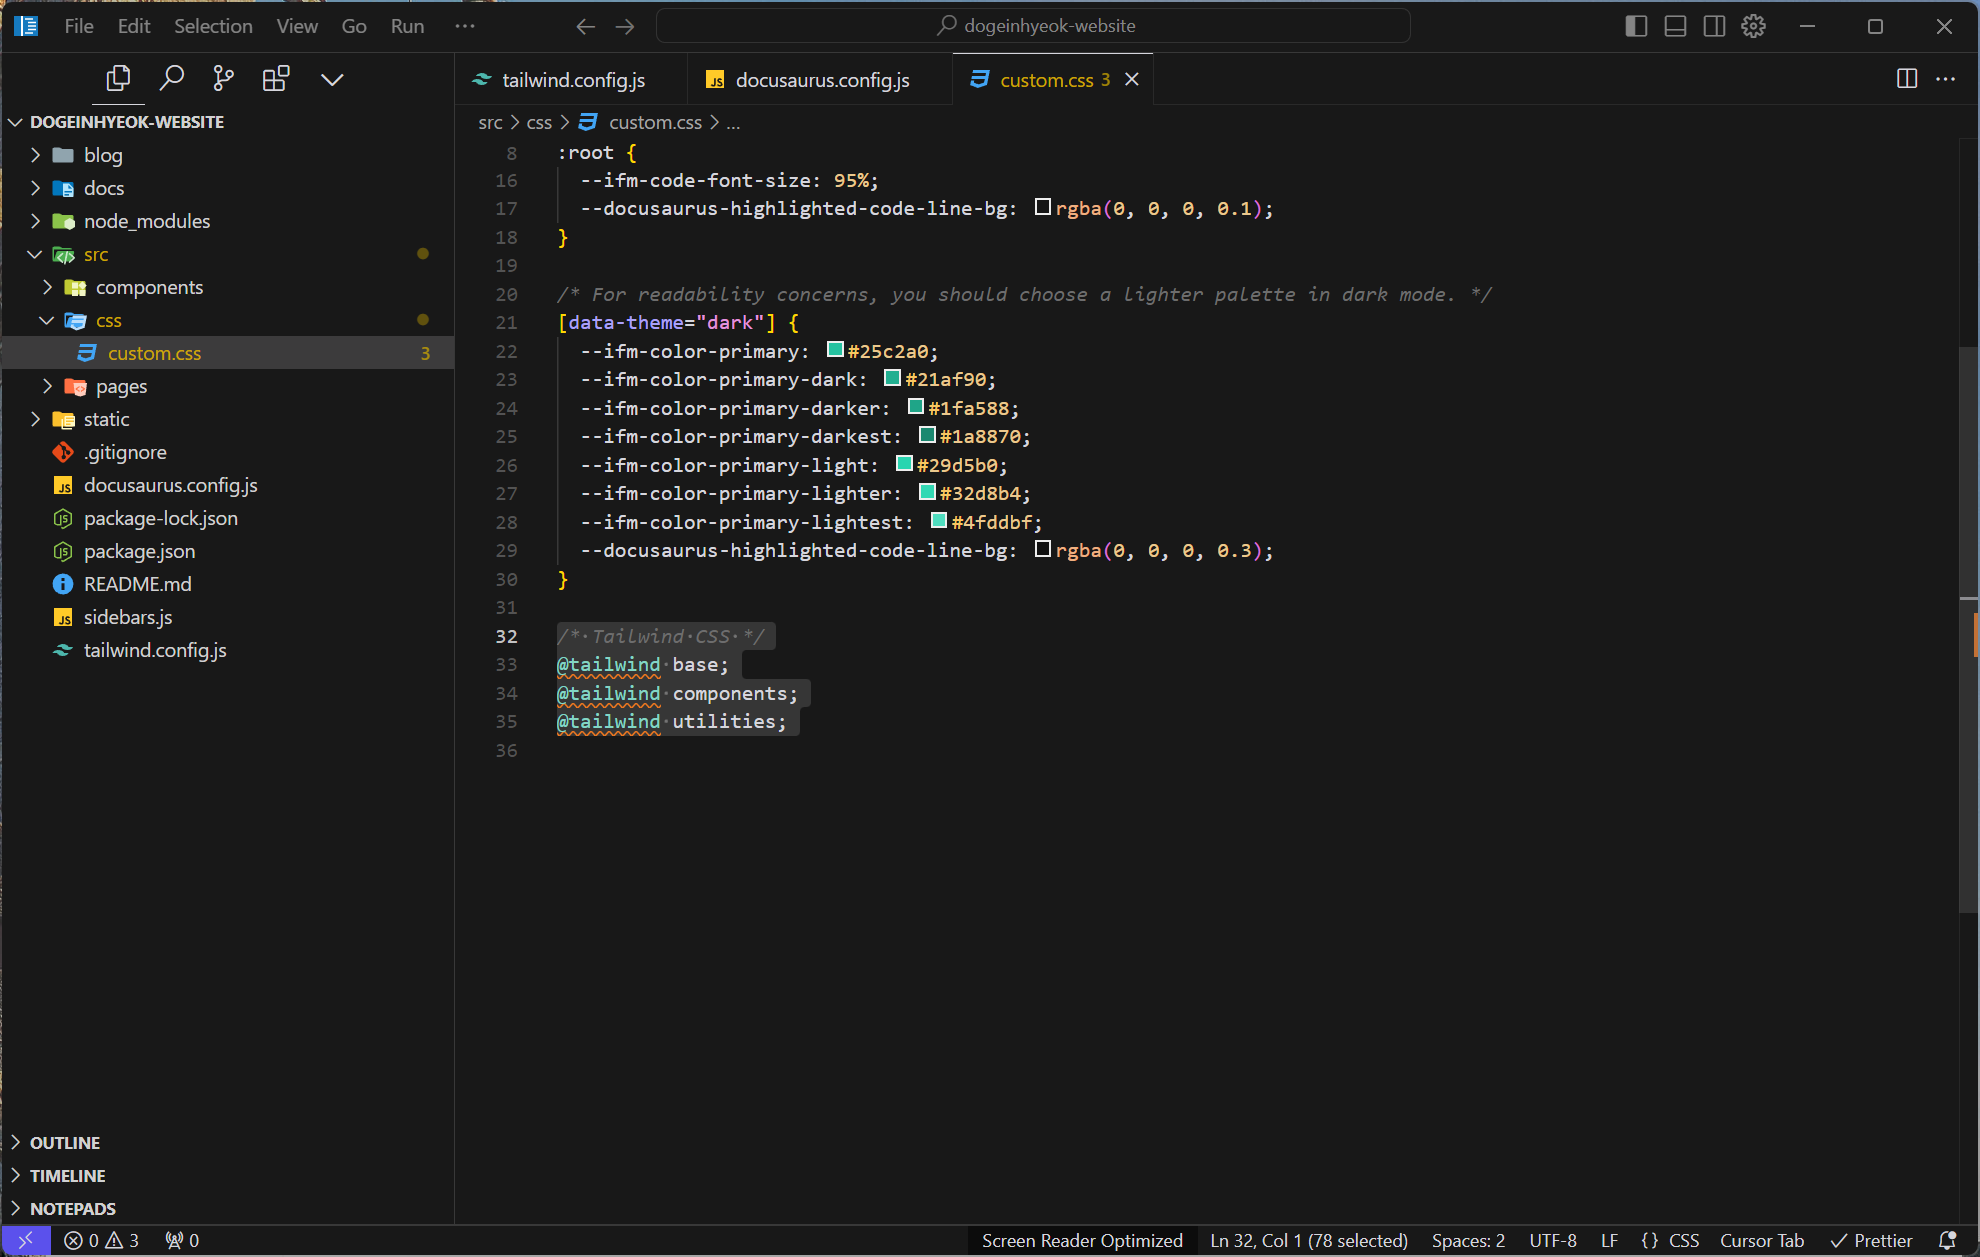 File Edit Selection View Go Run ··· dogeinhyeok-website
tailwind.config.js docusaurus.config.js custom.css 3
DOGEINHYEOK-WEBSITE
blog
docs
node_modules
src
components
css
custom.css 3
pages
static
.gitignore
docusaurus.config.js
package-lock.json
package.json
README.md
sidebars.js
tailwind.config.js
OUTLINE
TIMELINE
NOTEPADS
src > css > custom.css > ...
8 :root {
16 --ifm-code-font-size: 95%;
17 --docusaurus-highlighted-code-line-bg: rgba(0, 0, 0, 0.1);
18 }
19
20 /* For readability concerns, you should choose a lighter palette in dark mode. */
21 [data-theme="dark"] {
22 --ifm-color-primary: #25c2a0;
23 --ifm-color-primary-dark: #21af90;
24 --ifm-color-primary-darker: #1fa588;
25 --ifm-color-primary-darkest: #1a8870;
26 --ifm-color-primary-light: #29d5b0;
27 --ifm-color-primary-lighter: #32d8b4;
28 --ifm-color-primary-lightest: #4fddbf;
29 --docusaurus-highlighted-code-line-bg: rgba(0, 0, 0, 0.3);
30 }
31
32 /*·Tailwind·CSS·*/
33 @tailwind·base;
34 @tailwind·components;
35 @tailwind·utilities;
36
0 3 0 Screen Reader Optimized Ln 32, Col 1 (78 selected) Spaces: 2 UTF-8 LF {} CSS Cursor Tab Prettier